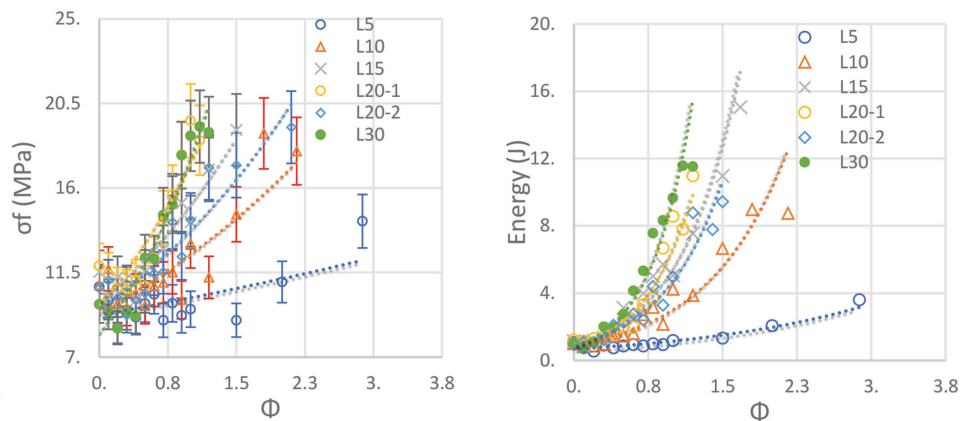 25.
20.5
16.
11.5
7.
σf (MPa)
0. 0.8 1.5 2.3 3. 3.8
Φ
L5
L10
L15
L20-1
L20-2
L30
20.
16.
12.
8.
4.
0.
Energy (J)
0. 0.8 1.5 2.3 3. 3.8
Φ
L5
L10
L15
L20-1
L20-2
L30